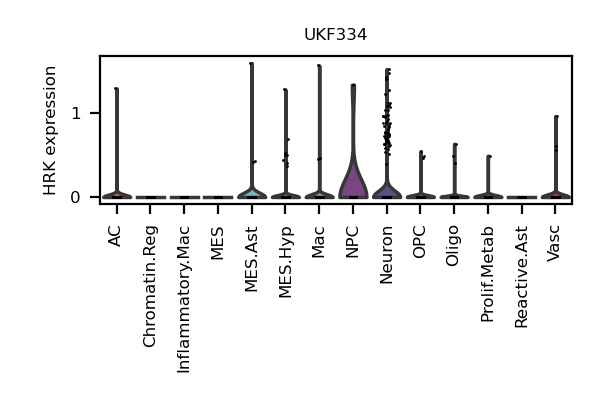 UKF334
HRK expression
1
0
AC
Chromatin.Reg
Inflammatory.Mac
MES
MES.Ast
MES.Hyp
Mac
NPC
Neuron
OPC
Oligo
Prolif.Metab
Reactive.Ast
Vasc